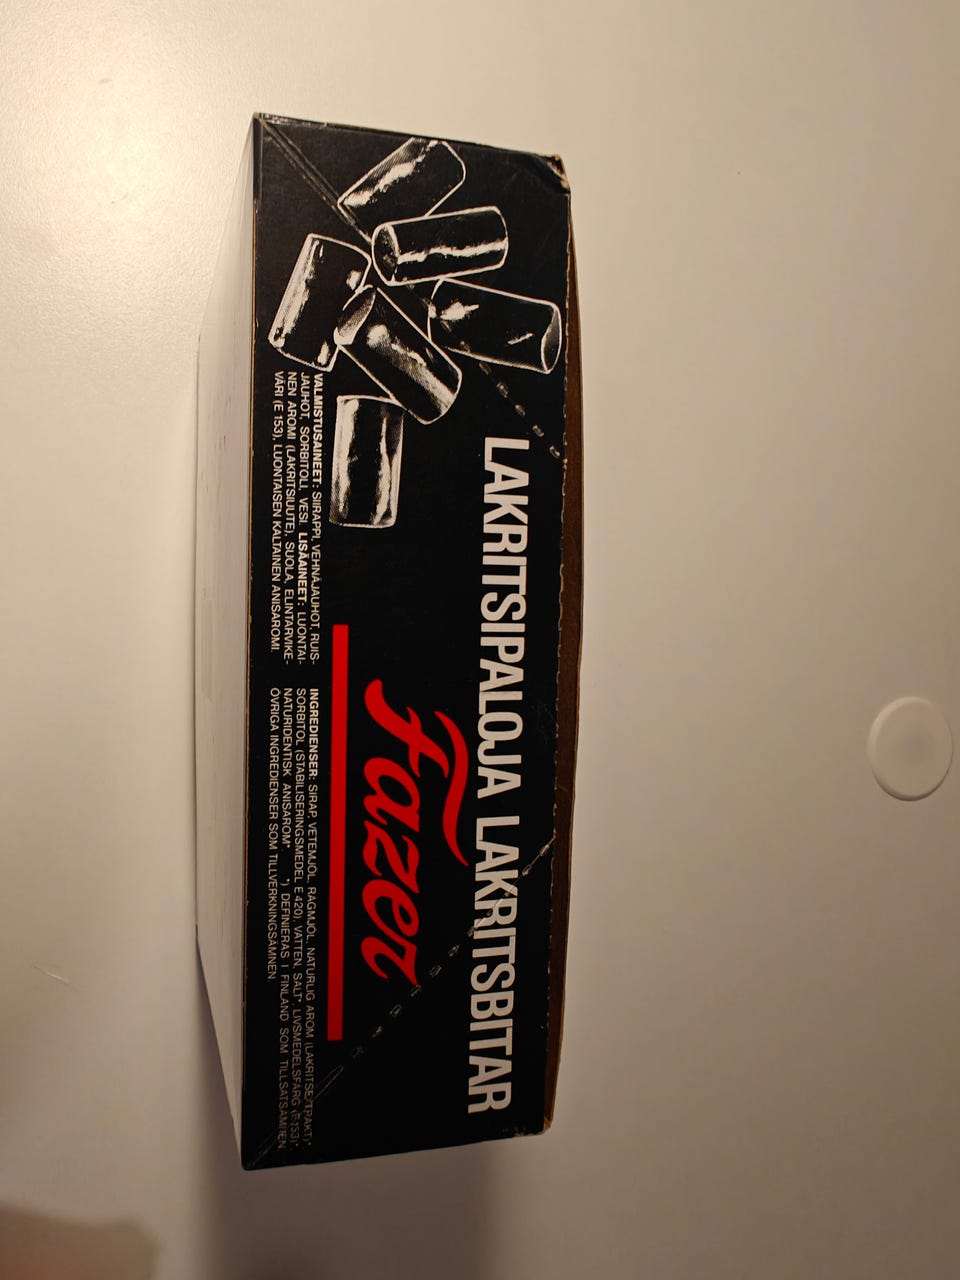 LAKRITSIPALOJA LAKRITSBITAR
Fazer
VALMISTUSAINEET: SIIRAPPI, VEHNÄJAUHOT, RUIS-
JAUHOT, SORBITOLI, VESI. LISÄAINEET: LUONTAI-
NEN AROMI (LAKRITSIUUTE), SUOLA, ELINTARVIKE-
VÄRI (E 153), LUONTAISEN KALTAINEN ANISAROMI.
INGREDIENSER: SIRAP, VETEMJÖL, RÅGMJÖL, NATURLIG AROM (LAKRITSEXTRAKT)*,
SORBITOL (STABILISERINGSMEDEL E 420), VATTEN, SALT*, LIVSMEDELSFÄRG (E 153)*,
NATURIDENTISK ANISAROM*. *) DEFINIERAS I FINLAND SOM TILLSATSÄMNEN,
ÖVRIGA INGREDIENSER SOM TILLVERKNINGSÄMNEN.